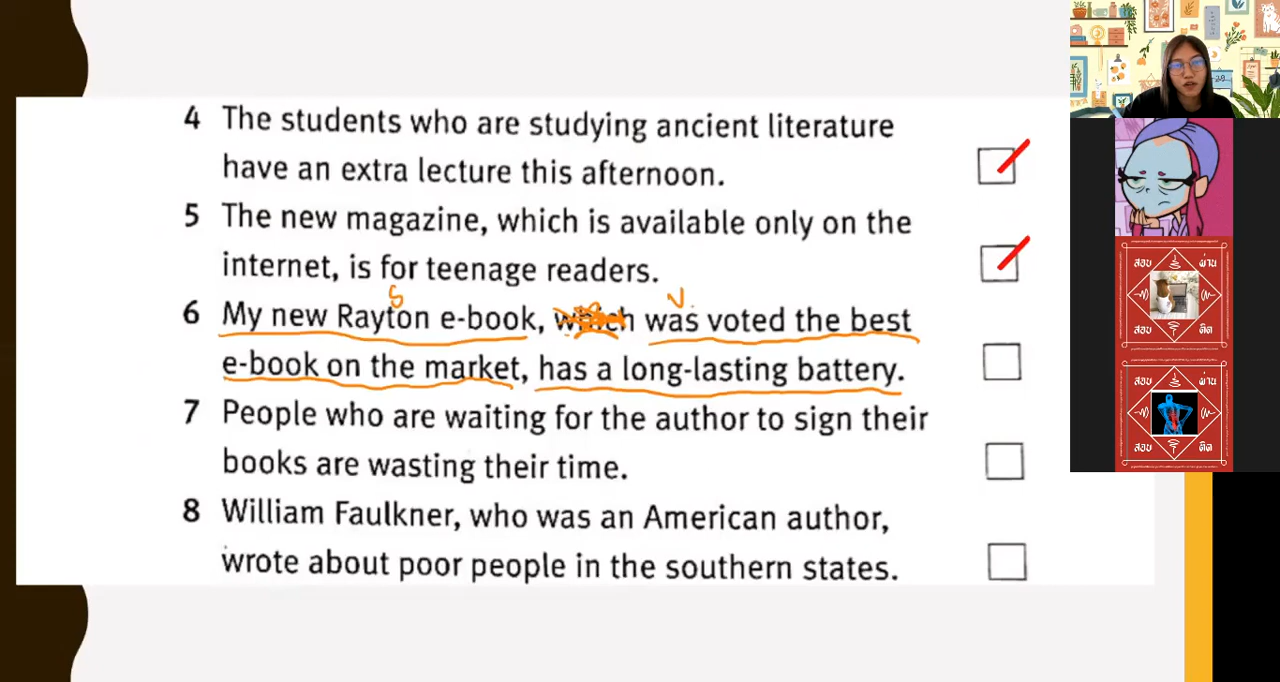 4 The students who are studying ancient literature
have an extra lecture this afternoon.
5 The new magazine, which is available only on the
internet, is for teenage readers.
S V
6 My new Rayton e-book, which was voted the best
e-book on the market, has a long-lasting battery.
7 People who are waiting for the author to sign their
books are wasting their time.
8 William Faulkner, who was an American author,
wrote about poor people in the southern states.
สอบ ผ่าน
สอบ ติด
สอบ ผ่าน
สอบ ติด